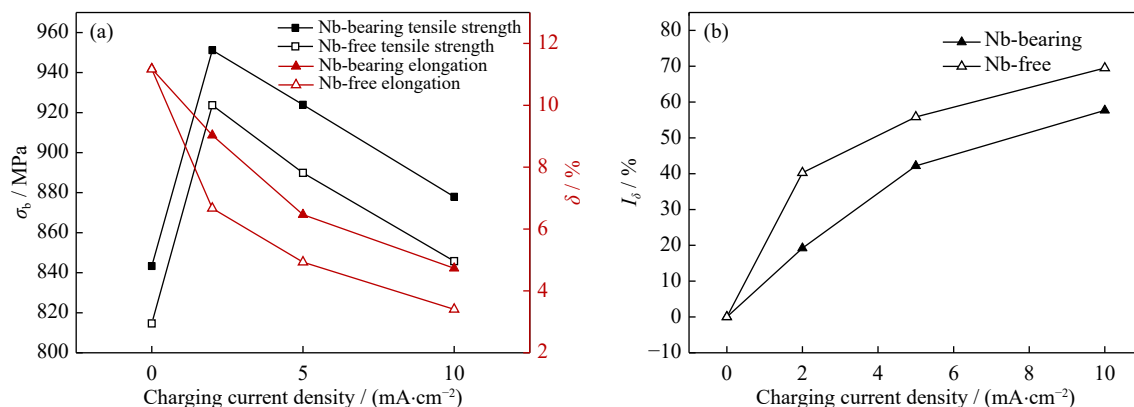 (a)
Nb-bearing tensile strength
Nb-free tensile strength
Nb-bearing elongation
Nb-free elongation
960
940
920
900
880
860
840
820
800
σb / MPa
12
10
8
6
4
2
δ / %
0 5 10
Charging current density / (mA·cm−2)
(b)
Nb-bearing
Nb-free
80
70
60
50
40
30
20
10
0
−10
Iδ / %
0 2 4 6 8 10
Charging current density / (mA·cm−2)